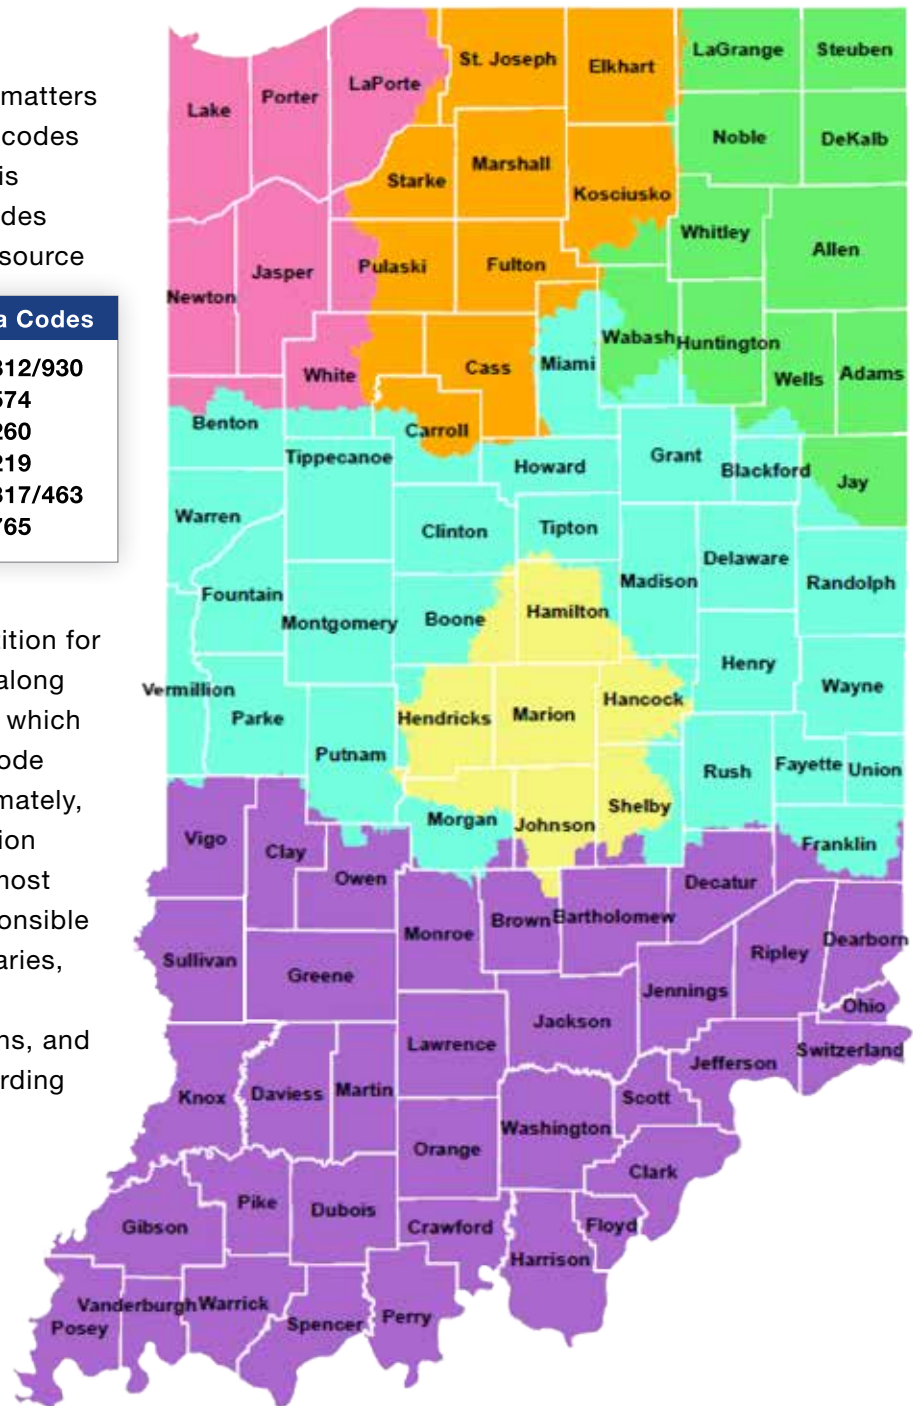 matters
codes
is
des
source
a Codes
812/930
574
260
219
317/463
765
ition for
along
which
ode
mately,
ion
nost
onsible
aries,
ns, and
rding
St. Joseph
Elkhart
LaGrange
Steuben
Lake
Porter
LaPorte
Noble
DeKalb
Starke
Marshall
Kosciusko
Whitley
Allen
Newton
Jasper
Pulaski
Fulton
White
Cass
Miami
Wabash
Huntington
Wells
Adams
Benton
Carroll
Tippecanoe
Howard
Grant
Blackford
Jay
Warren
Clinton
Tipton
Fountain
Montgomery
Boone
Hamilton
Madison
Delaware
Randolph
Vermillion
Parke
Putnam
Hendricks
Marion
Hancock
Henry
Wayne
Rush
Fayette
Union
Vigo
Clay
Owen
Morgan
Johnson
Shelby
Franklin
Decatur
Sullivan
Greene
Monroe
Brown
Bartholomew
Ripley
Dearborn
Jennings
Ohio
Jackson
Lawrence
Switzerland
Jefferson
Knox
Daviess
Martin
Scott
Washington
Orange
Clark
Gibson
Pike
Dubois
Crawford
Floyd
Harrison
Posey
Vanderburgh
Warrick
Spencer
Perry